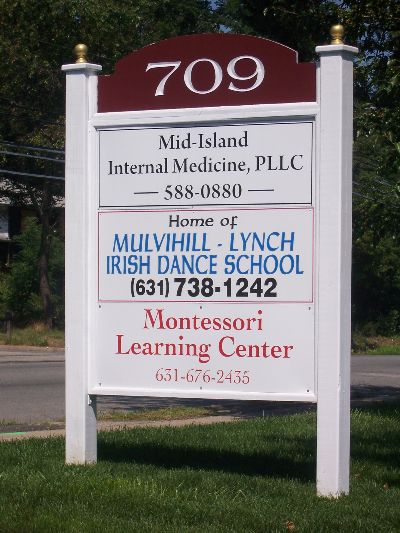 709
Mid-Island
Internal Medicine, PLLC
— 588-0880 —
Home of
MULVIHILL - LYNCH
IRISH DANCE SCHOOL
(631) 738-1242
Montessori
Learning Center
631-676-2435